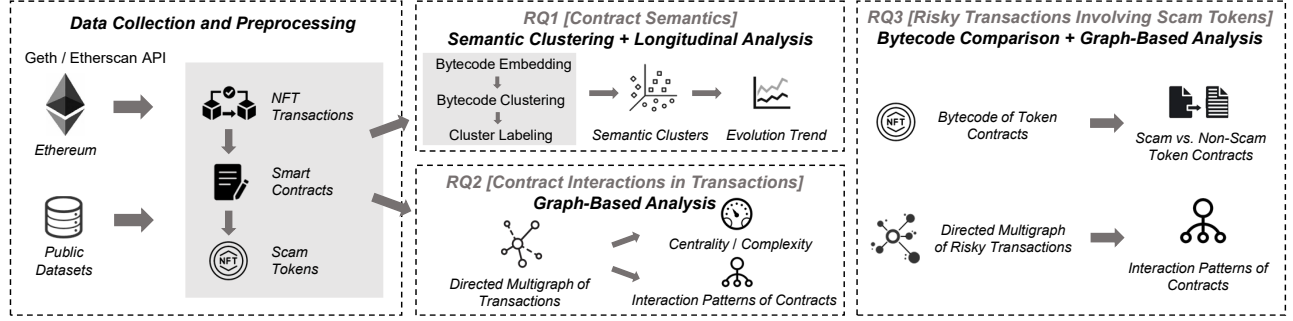 Data Collection and Preprocessing
Geth / Etherscan API
Ethereum
Public
Datasets
NFT
Transactions
Smart
Contracts
NFT
Scam
Tokens
RQ1 [Contract Semantics]
Semantic Clustering + Longitudinal Analysis
Bytecode Embedding
Bytecode Clustering
Cluster Labeling
Semantic Clusters
Evolution Trend
RQ2 [Contract Interactions in Transactions]
Graph-Based Analysis
Directed Multigraph of
Transactions
Centrality / Complexity
Interaction Patterns of Contracts
RQ3 [Risky Transactions Involving Scam Tokens]
Bytecode Comparison + Graph-Based Analysis
NFT
Bytecode of Token
Contracts
Scam vs. Non-Scam
Token Contracts
Directed Multigraph
of Risky Transactions
Interaction Patterns of
Contracts